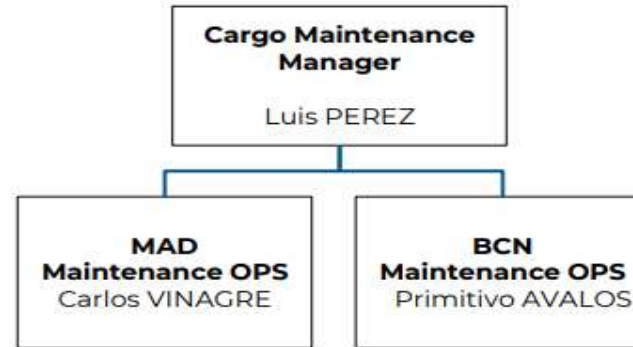 Cargo Maintenance
Manager
Luis PEREZ
MAD
Maintenance OPS
Carlos VINAGRE
BCN
Maintenance OPS
Primitivo AVALOS